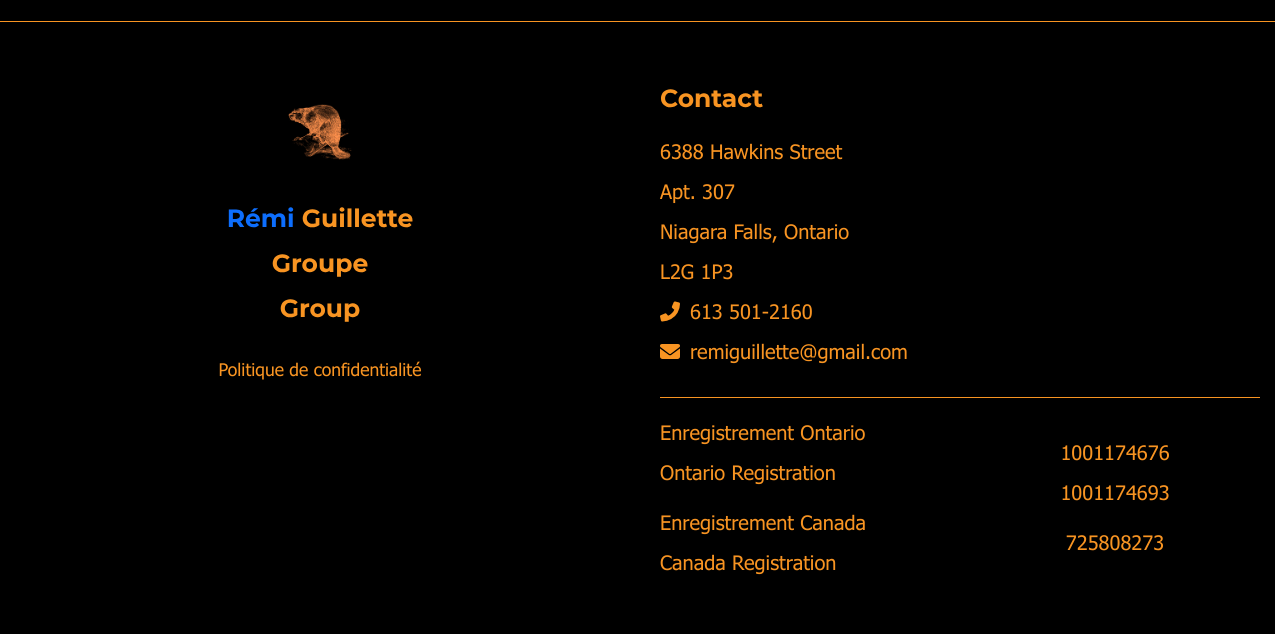 Rémi Guillette
Groupe
Group
Politique de confidentialité
Contact
6388 Hawkins Street
Apt. 307
Niagara Falls, Ontario
L2G 1P3
613 501-2160
remiguillette@gmail.com
Enregistrement Ontario
Ontario Registration
1001174676
1001174693
Enregistrement Canada
Canada Registration
725808273